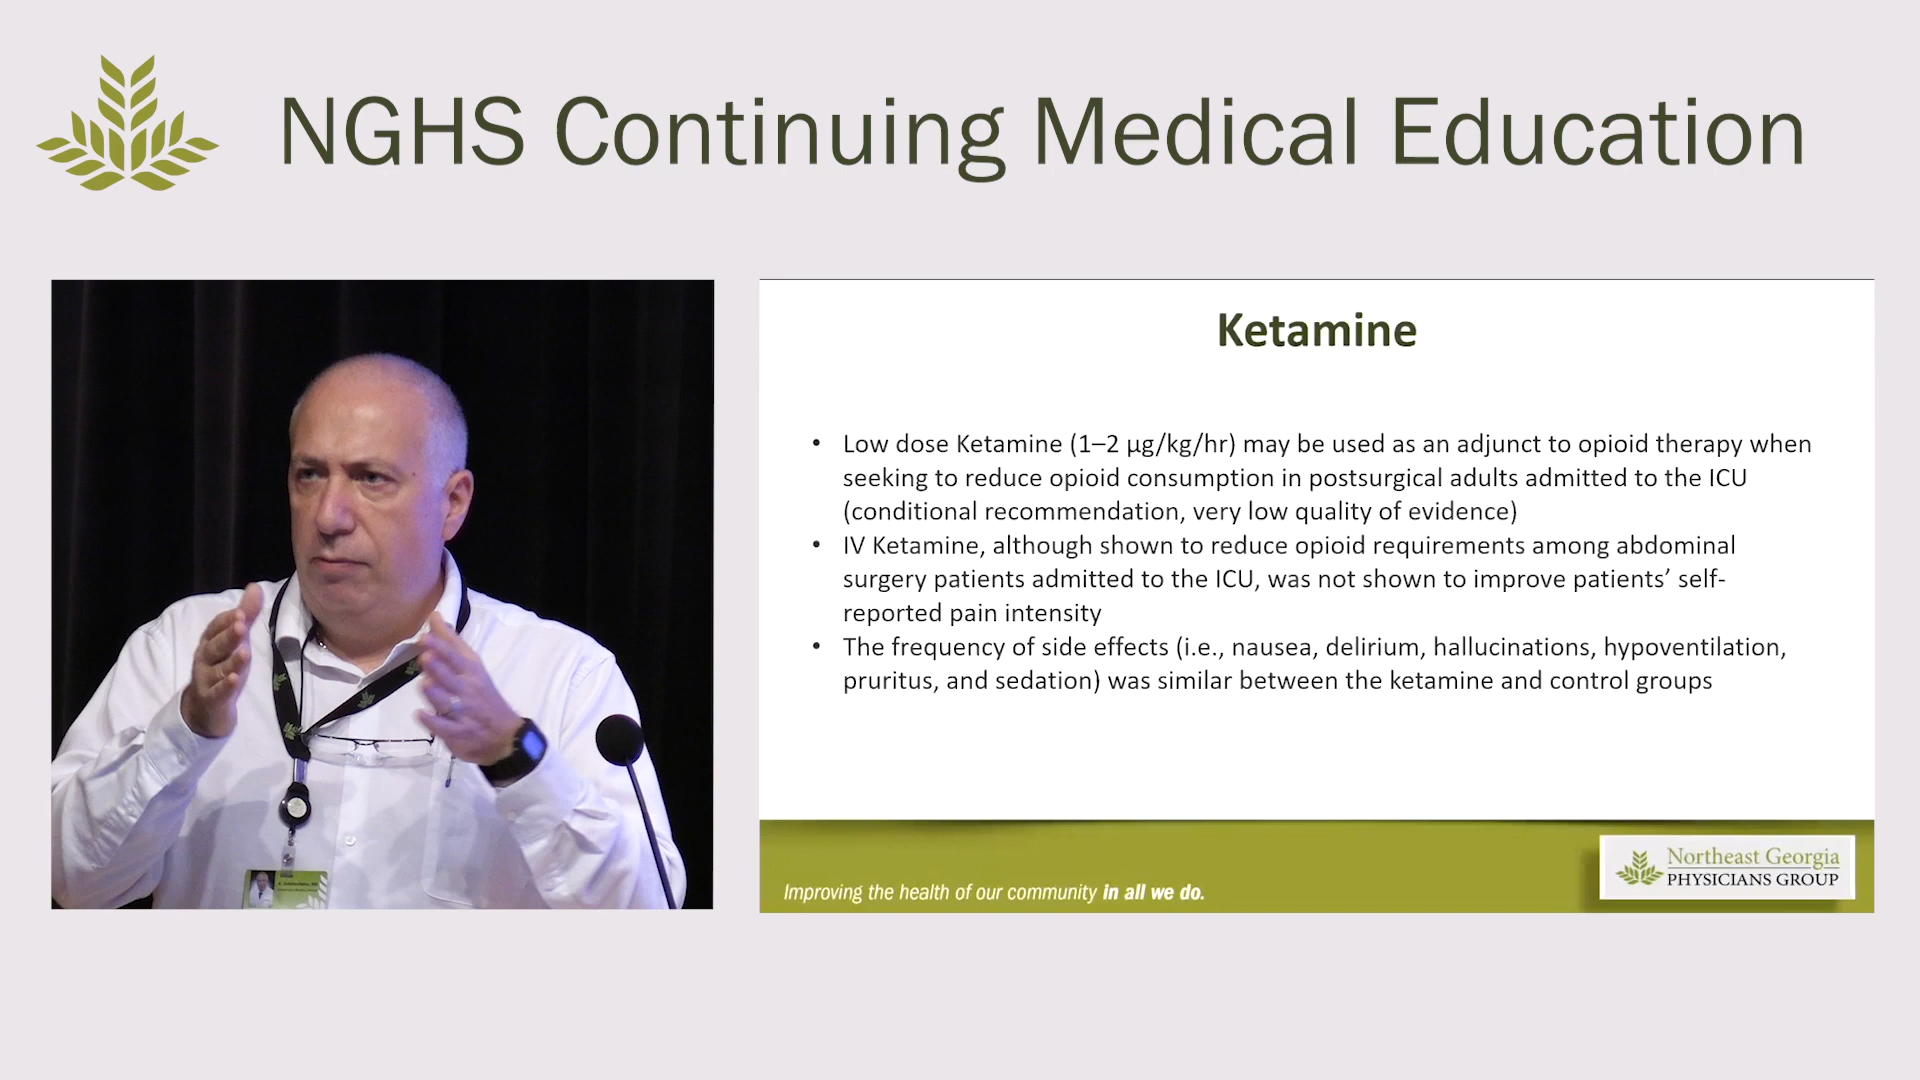 NGHS Continuing Medical Education
Ketamine
• Low dose Ketamine (1–2 µg/kg/hr) may be used as an adjunct to opioid therapy when
seeking to reduce opioid consumption in postsurgical adults admitted to the ICU
(conditional recommendation, very low quality of evidence)
• IV Ketamine, although shown to reduce opioid requirements among abdominal
surgery patients admitted to the ICU, was not shown to improve patients’ self-
reported pain intensity
• The frequency of side effects (i.e., nausea, delirium, hallucinations, hypoventilation,
pruritus, and sedation) was similar between the ketamine and control groups
Improving the health of our community in all we do.
Northeast Georgia
PHYSICIANS GROUP